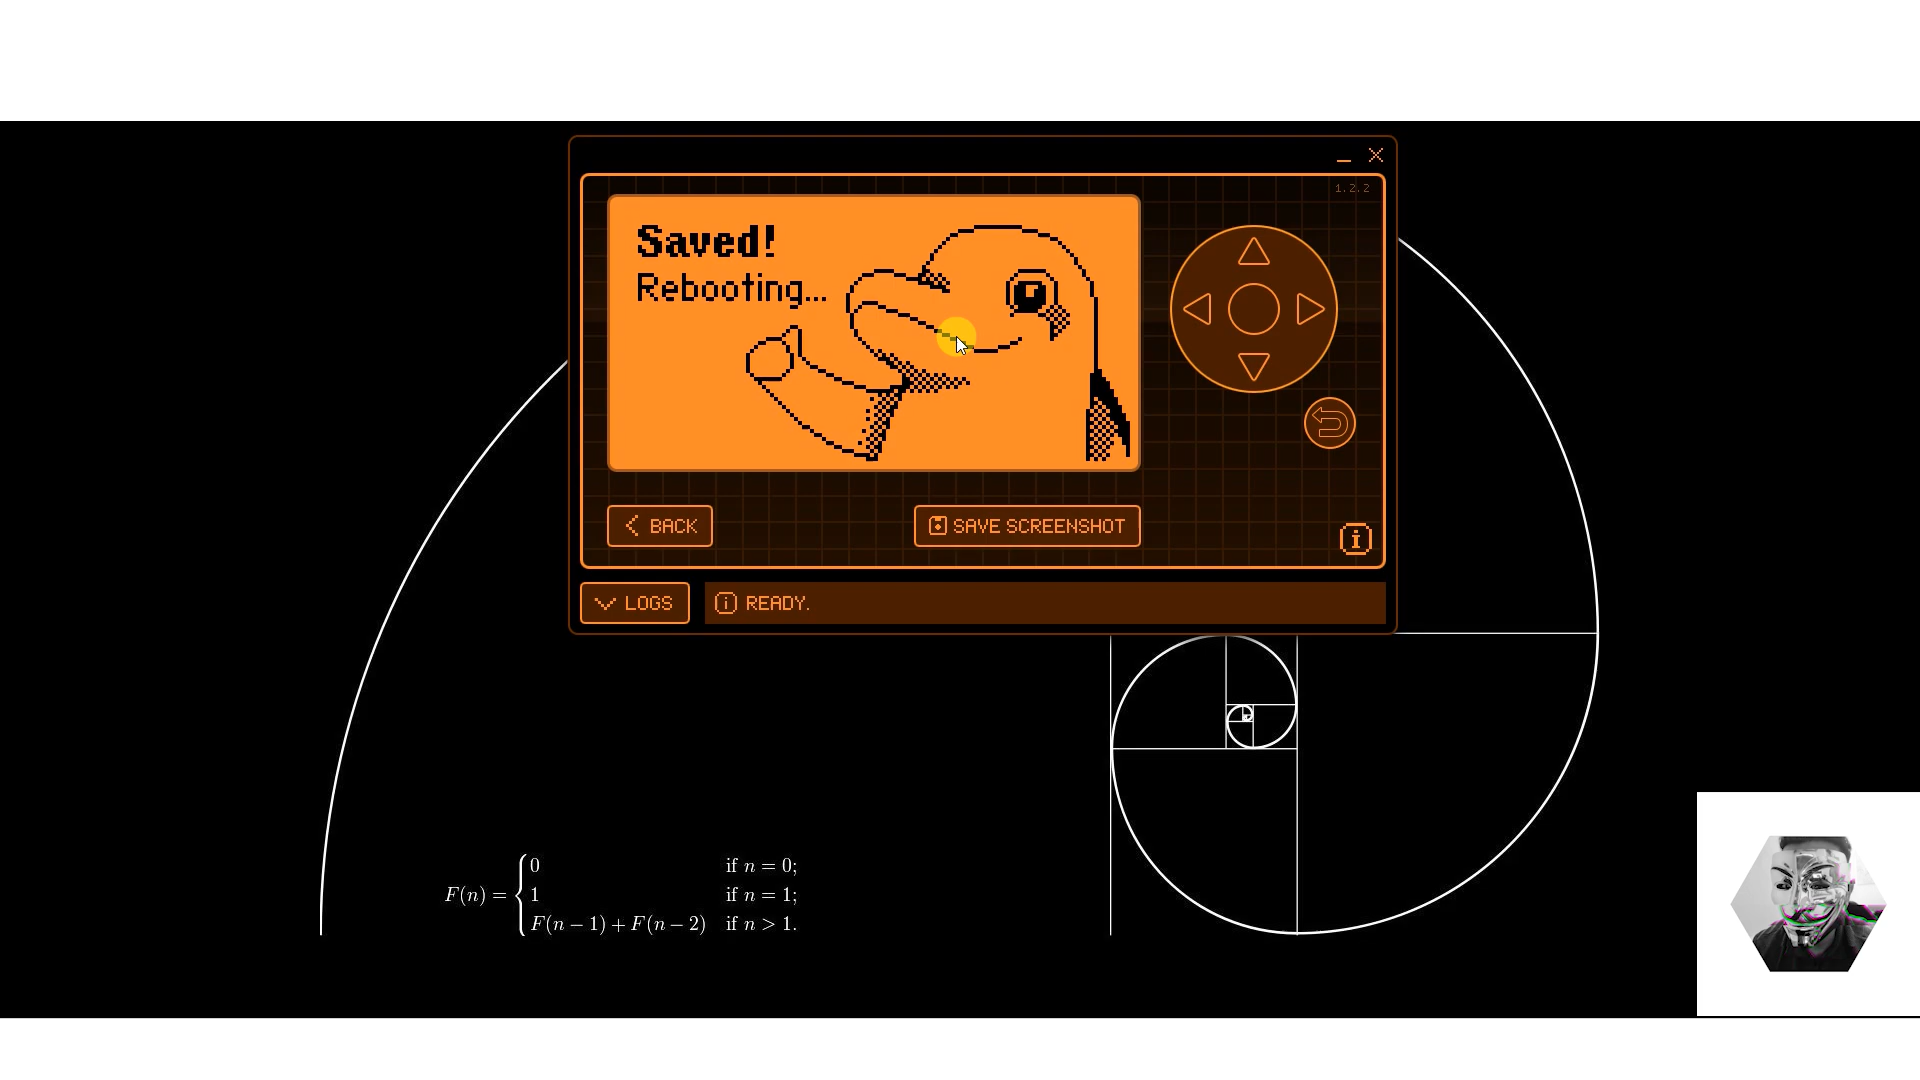 1.2.2
Saved!
Rebooting...
BACK
SAVE SCREENSHOT
LOGS
READY.
F(n) = { 0 if n = 0;
1 if n = 1;
F(n − 1) + F(n − 2) if n > 1.